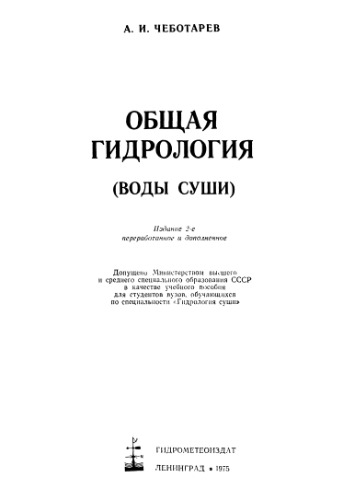 А. И. ЧЕБОТАРЕВ
ОБЩАЯ
ГИДРОЛОГИЯ
(ВОДЫ СУШИ)
Издание 2-е
переработанное и дополненное
Допущено Министерством высшего
и среднего специального образования СССР
в качестве учебного пособия
для студентов вузов, обучающихся
по специальности «Гидрология суши»
ГИДРОМЕТЕОИЗДАТ
ЛЕНИНГРАД • 1975